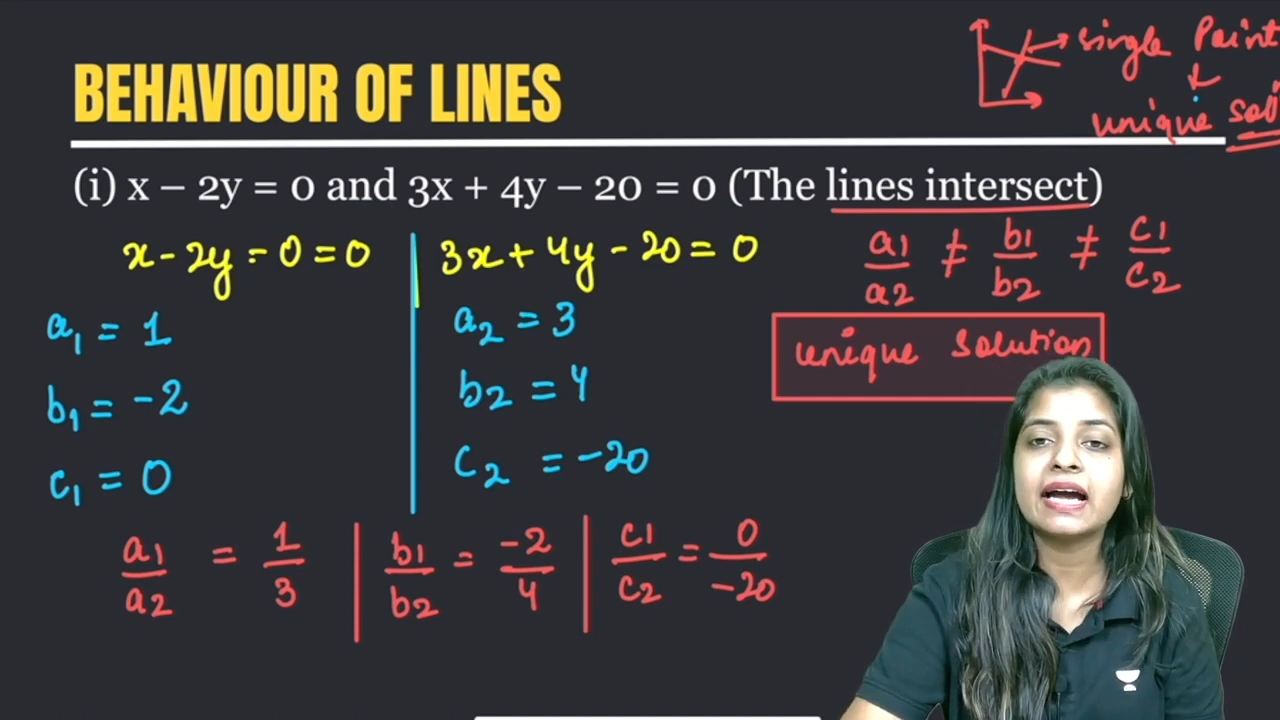 single Point
unique
BEHAVIOUR OF LINES
(i) x – 2y = 0 and 3x + 4y – 20 = 0 (The lines intersect)
x - 2y - 0 = 0
3x + 4y - 20 = 0
a1/a2 ≠ b1/b2 ≠ c1/c2
a1 = 1
a2 = 3
unique solution
b1 = -2
b2 = 4
c1 = 0
c2 = -20
a1/a2 = 1/3 | b1/b2 = -2/4 | c1/c2 = 0/-20